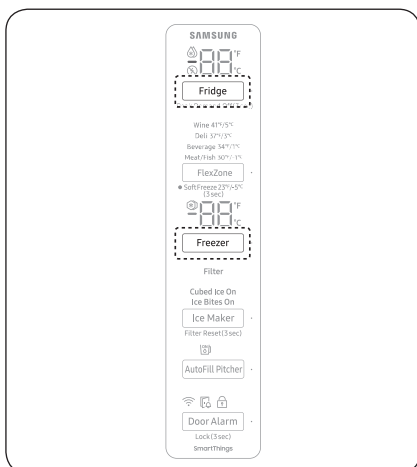 SAMSUNG
-88 °F
°C
Fridge
Wine 41°F/5°C
Deli 37°F/3°C
Beverage 34°F/1°C
Meat/Fish 30°F/-1°C
FlexZone
Soft Freeze 23°F/-5°C
(3 sec)
-88 °F
°C
Freezer
Filter
Cubed Ice On
Ice Bites On
Ice Maker
Filter Reset (3 sec)
AutoFill Pitcher
Door Alarm
Lock (3 sec)
SmartThings